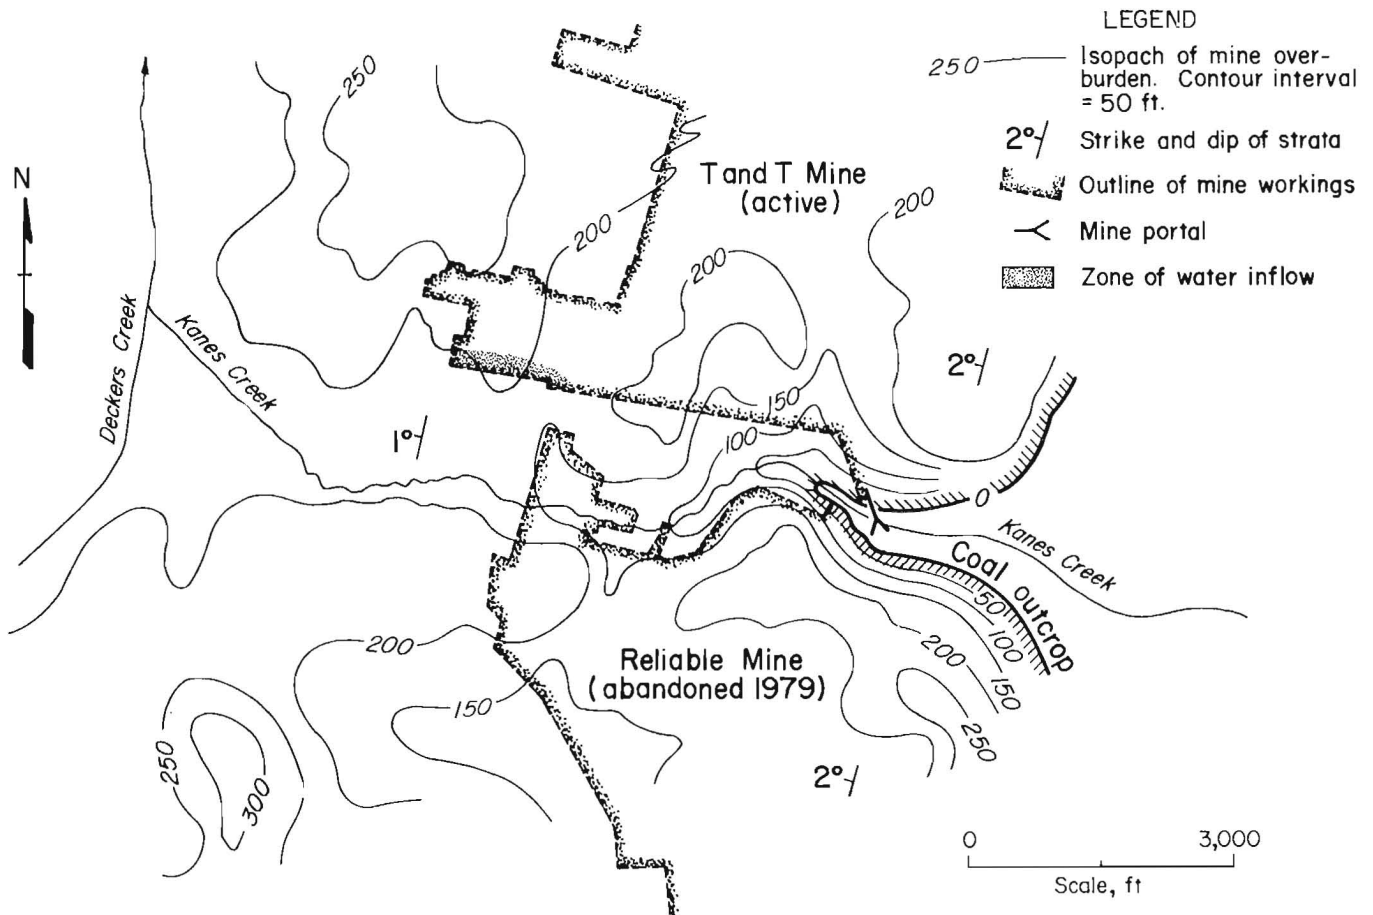 LEGEND
250
Isopach of mine over-
burden. Contour interval
= 50 ft.
2°
Strike and dip of strata
Outline of mine workings
Mine portal
Zone of water inflow
N
250
T and T Mine
(active)
200
200
200
Deckers Creek
Kanes Creek
2°
150
1°
100
0
Kanes Creek
Coal outcrop
50
100
150
200
250
200
Reliable Mine
(abandoned 1979)
150
250
300
2°
0
3,000
Scale, ft